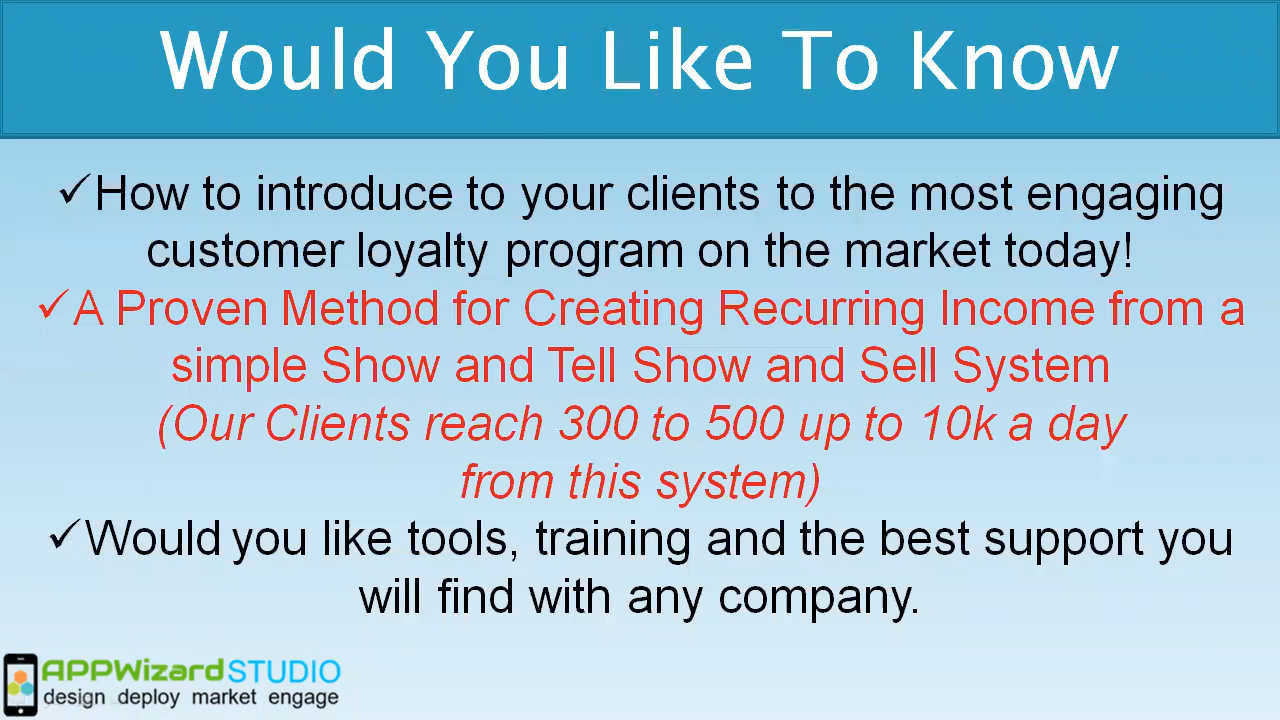 Would You Like To Know
✓How to introduce to your clients to the most engaging
customer loyalty program on the market today!
✓A Proven Method for Creating Recurring Income from a
simple Show and Tell Show and Sell System
(Our Clients reach 300 to 500 up to 10k a day
from this system)
✓Would you like tools, training and the best support you
will find with any company.
APPWizardSTUDIO
design deploy market engage